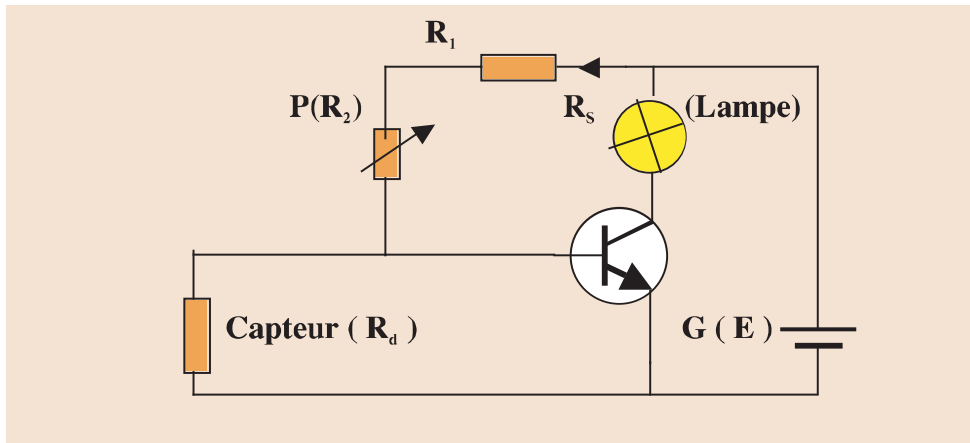 R₁
P(R₂)
Rs (Lampe)
Capteur ( Rd )
G ( E )